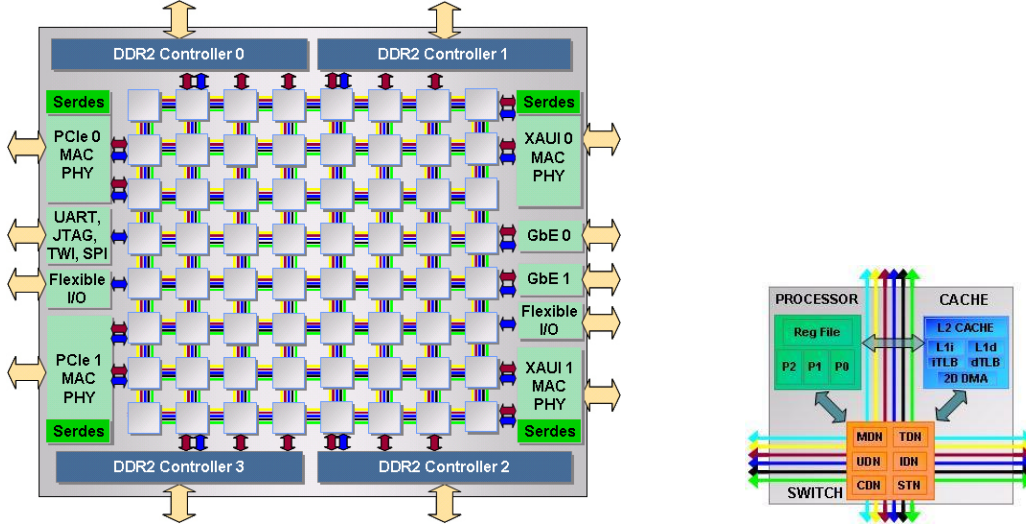 DDR2 Controller 0
DDR2 Controller 1
Serdes
PCIe 0
MAC
PHY
UART,
JTAG,
TWI, SPI
Flexible
I/O
PCIe 1
MAC
PHY
Serdes
Serdes
XAUI 0
MAC
PHY
GbE 0
GbE 1
Flexible
I/O
XAUI 1
MAC
PHY
Serdes
DDR2 Controller 3
DDR2 Controller 2
PROCESSOR
CACHE
Reg File
P2 P1 P0
L2 CACHE
L1i L1d
iTLB dTLB
2D DMA
MDN TDN
UDN IDN
CDN STN
SWITCH